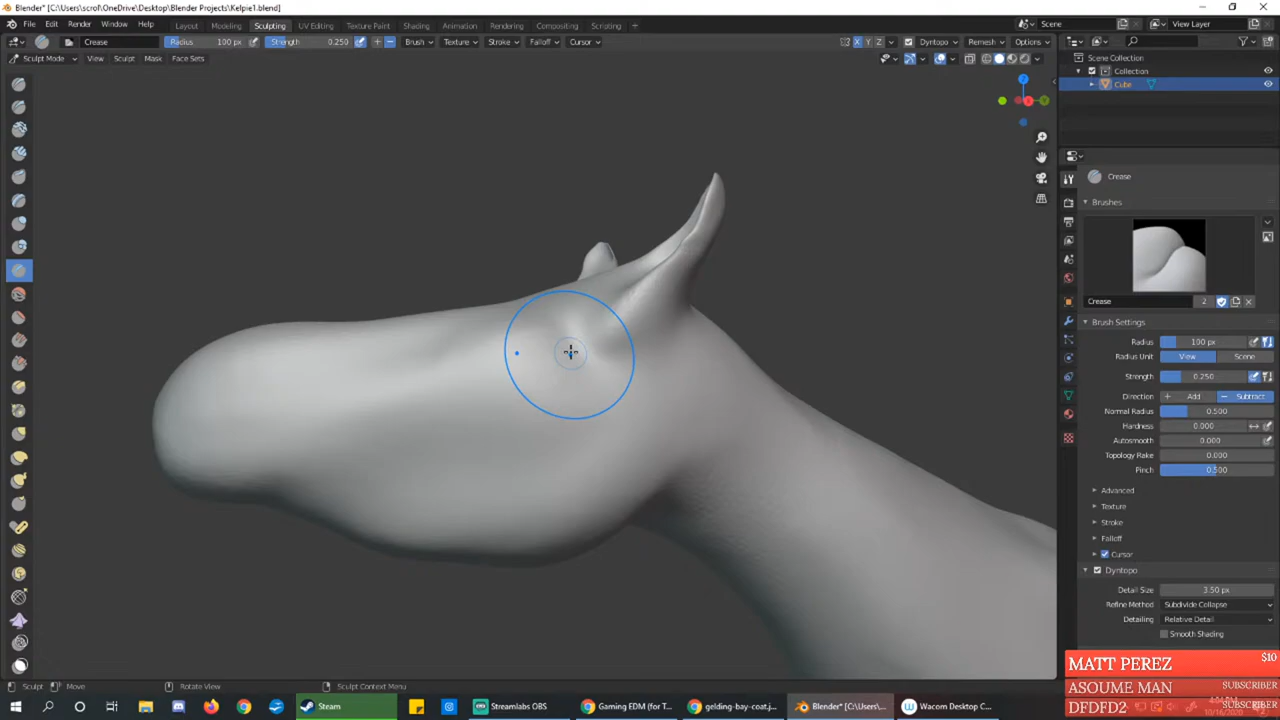 Blender* [C:\Users\scrof\OneDrive\Desktop\Blender Projects\Kelpie1.blend]
File Edit Render Window Help Layout Modeling Sculpting UV Editing Texture Paint Shading Animation Rendering Compositing Scripting + Scene View Layer
Crease Radius 100 px Strength 0.250 Brush Texture Stroke Falloff Cursor X Y Z Dyntopo Remesh Options
Sculpt Mode View Sculpt Mask Face Sets
Scene Collection
Collection
Cube
Crease
Brushes
Crease 2
Brush Settings
Radius 100 px
Radius Unit View Scene
Strength 0.250
Direction + Add − Subtract
Normal Radius 0.500
Hardness 0.000
Autosmooth 0.000
Topology Rake 0.000
Pinch 0.500
Advanced
Texture
Stroke
Falloff
Cursor
Dyntopo
Detail Size 3.50 px
Refine Method Subdivide Collapse
Detailing Relative Detail
Smooth Shading
Sculpt Move Rotate View Sculpt Context Menu
MATT PEREZ $10
ASOUME MAN SUBSCRIBER
DFDFD2 SUBSCRIBER
Steam Streamlabs OBS Gaming EDM (for T... gelding-bay-coat.j... Blender* [C:\Users\... Wacom Desktop C...
10/16/2020